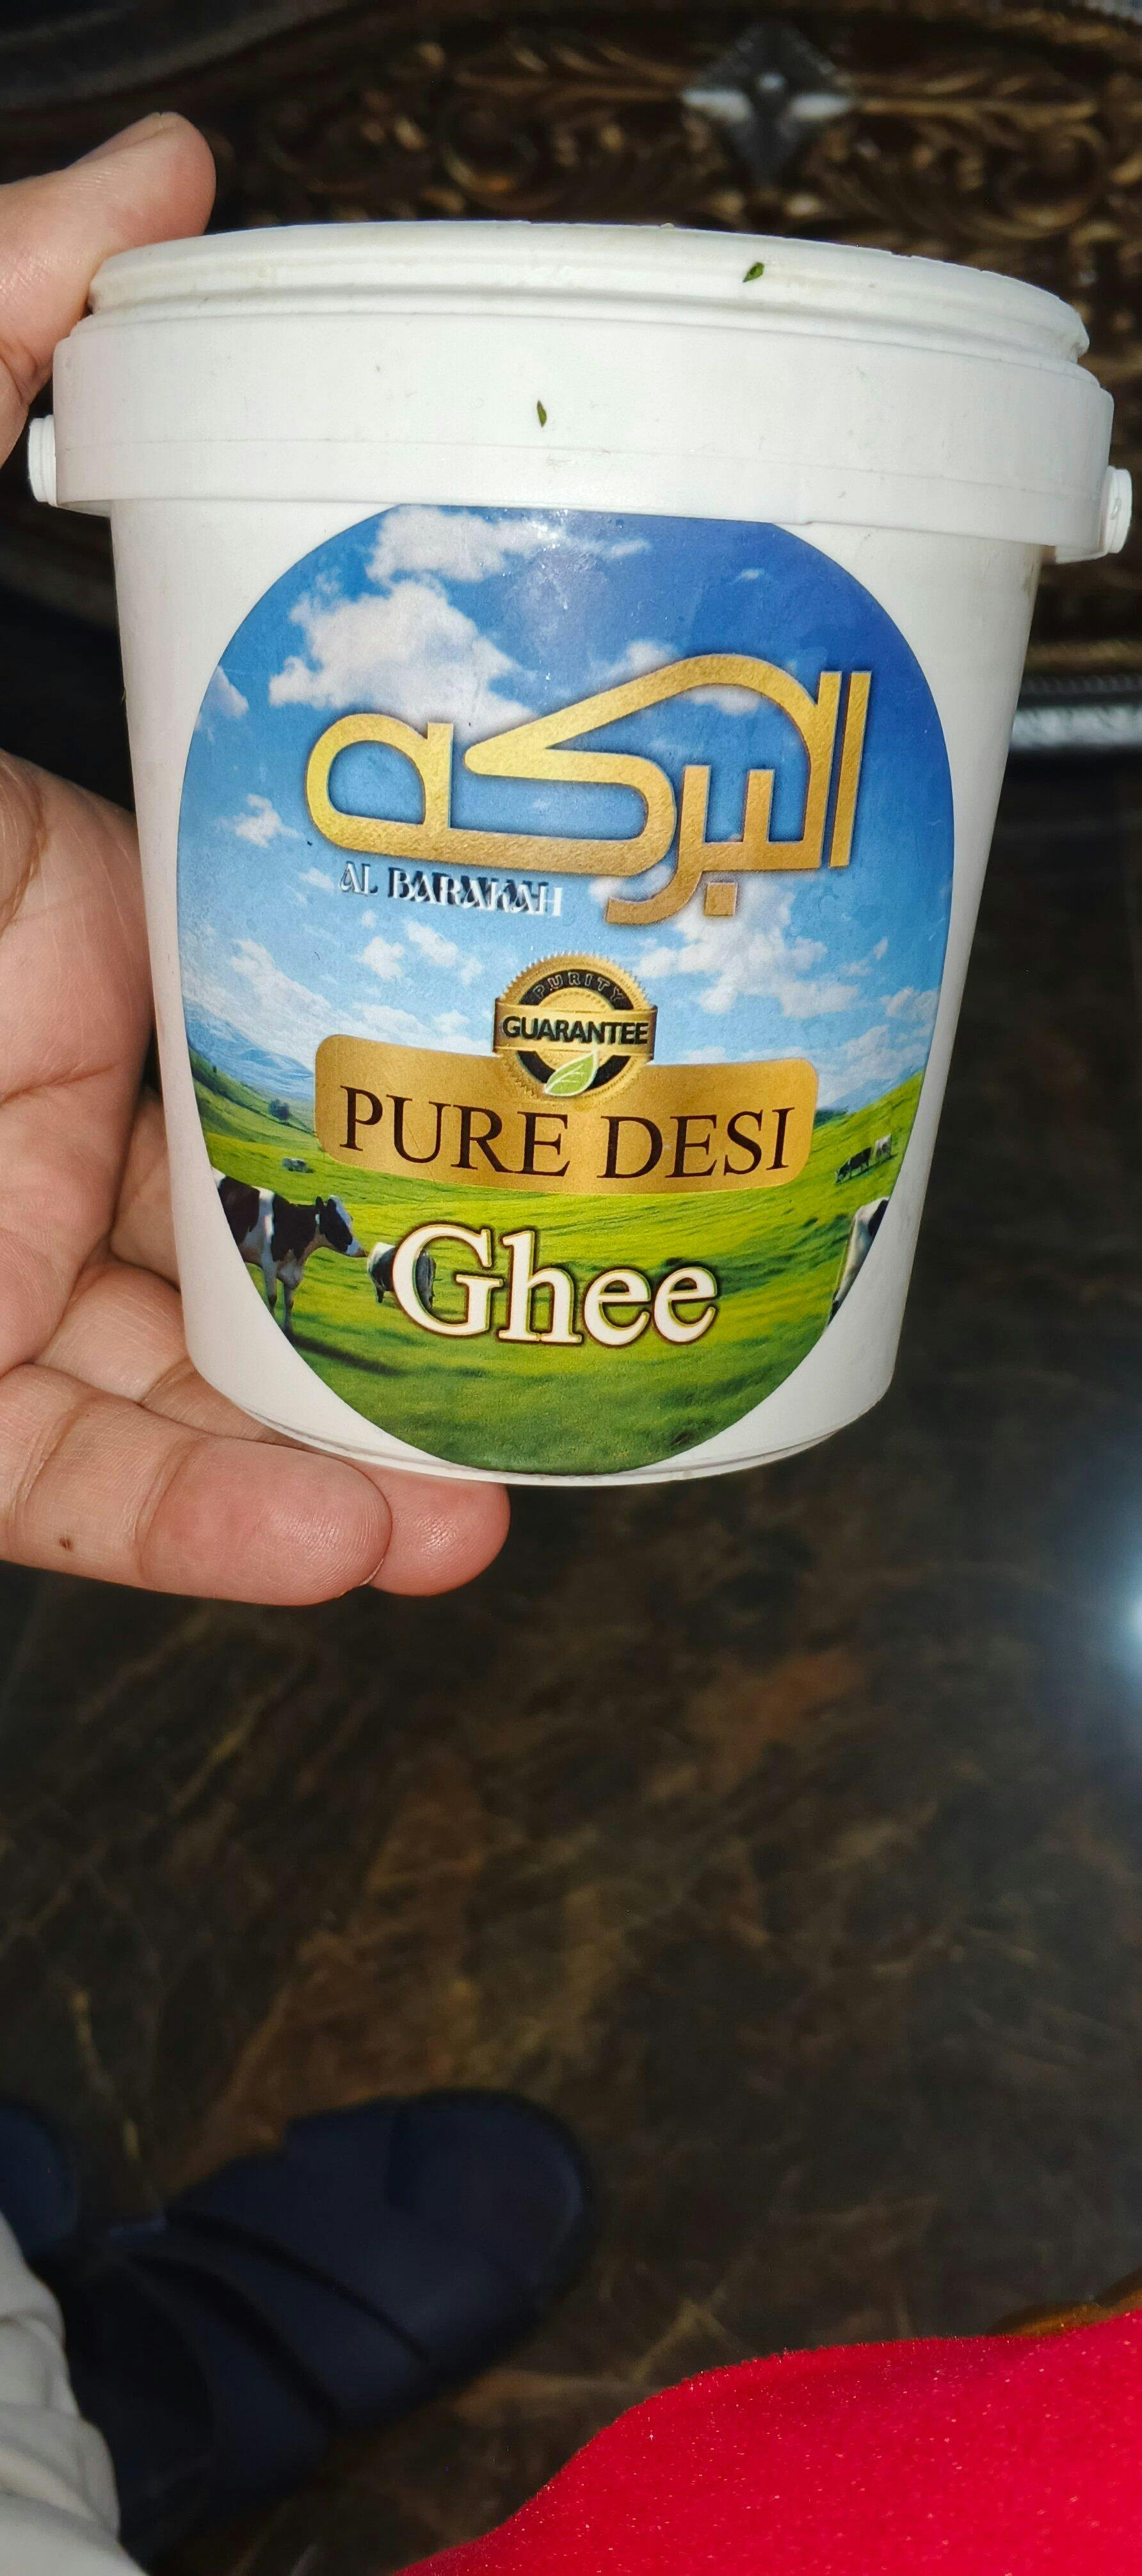 البركه
AL BARAKAH
PURITY
GUARANTEE
PURE DESI
Ghee